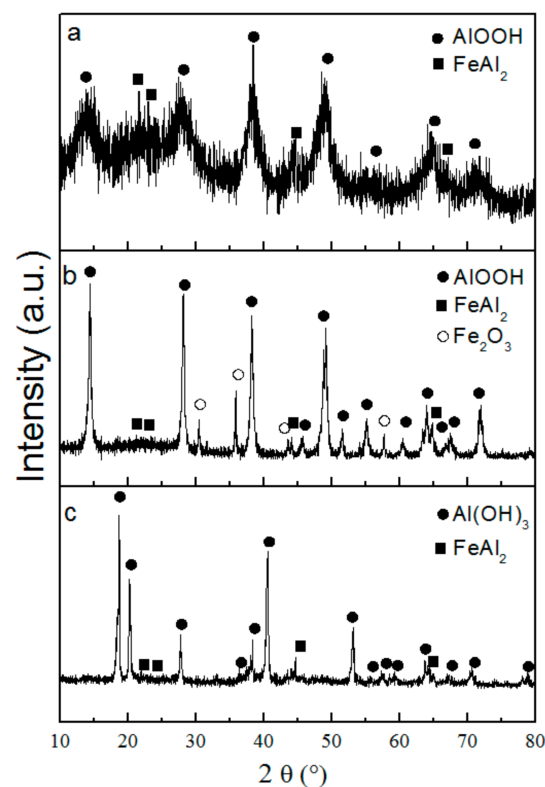 a
● AlOOH
■ FeAl₂
b
● AlOOH
■ FeAl₂
○ Fe₂O₃
c
● Al(OH)₃
■ FeAl₂
Intensity (a.u.)
10 20 30 40 50 60 70 80
2 θ (°)